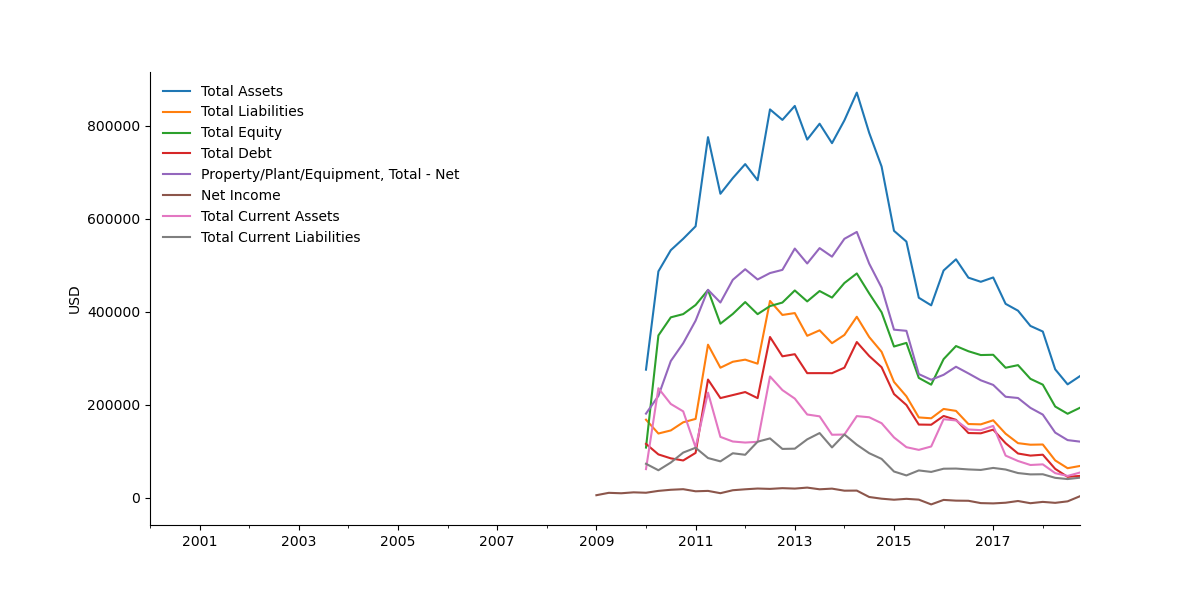 Total Assets
Total Liabilities
Total Equity
Total Debt
Property/Plant/Equipment, Total - Net
Net Income
Total Current Assets
Total Current Liabilities
USD
800000
600000
400000
200000
0
2001 2003 2005 2007 2009 2011 2013 2015 2017